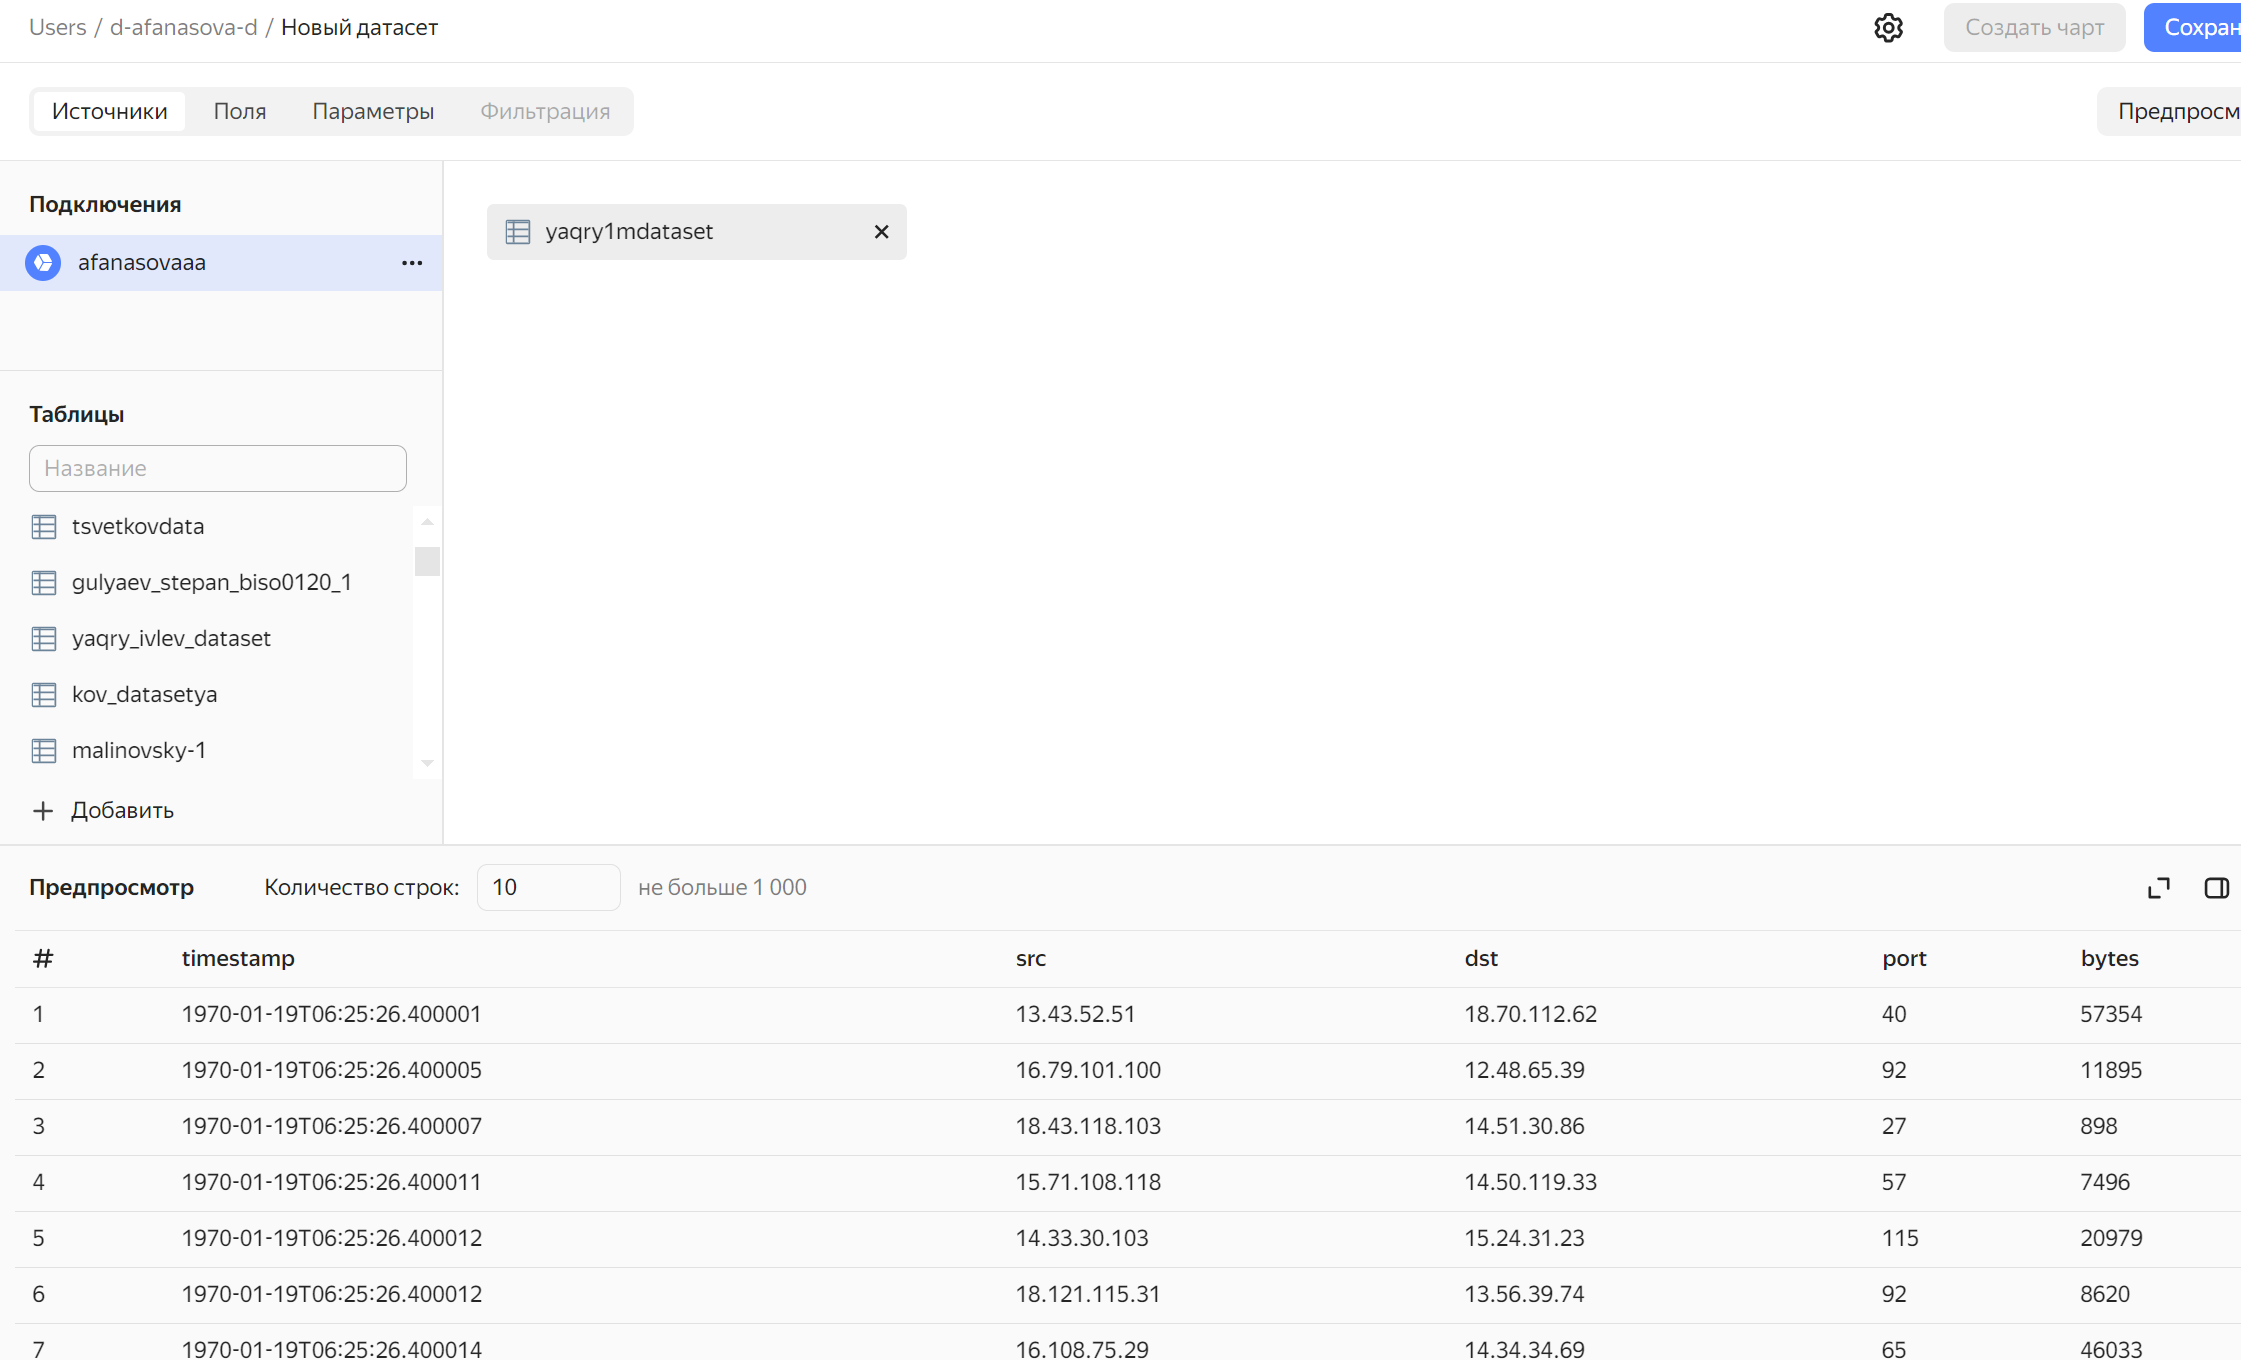 Users / d-afanasova-d / Новый датасет
Создать чарт
Сохран
Источники Поля Параметры Фильтрация
Предпросм
Подключения
afanasovaaa
yaqry1mdataset
Таблицы
Название
tsvetkovdata
gulyaev_stepan_biso0120_1
yaqry_ivlev_dataset
kov_datasetya
malinovsky-1
+ Добавить
Предпросмотр Количество строк: 10 не больше 1 000
# timestamp src dst port bytes
1 1970-01-19T06:25:26.400001 13.43.52.51 18.70.112.62 40 57354
2 1970-01-19T06:25:26.400005 16.79.101.100 12.48.65.39 92 11895
3 1970-01-19T06:25:26.400007 18.43.118.103 14.51.30.86 27 898
4 1970-01-19T06:25:26.400011 15.71.108.118 14.50.119.33 57 7496
5 1970-01-19T06:25:26.400012 14.33.30.103 15.24.31.23 115 20979
6 1970-01-19T06:25:26.400012 18.121.115.31 13.56.39.74 92 8620
7 1970-01-19T06:25:26.400014 16.108.75.29 14.34.34.69 65 46033